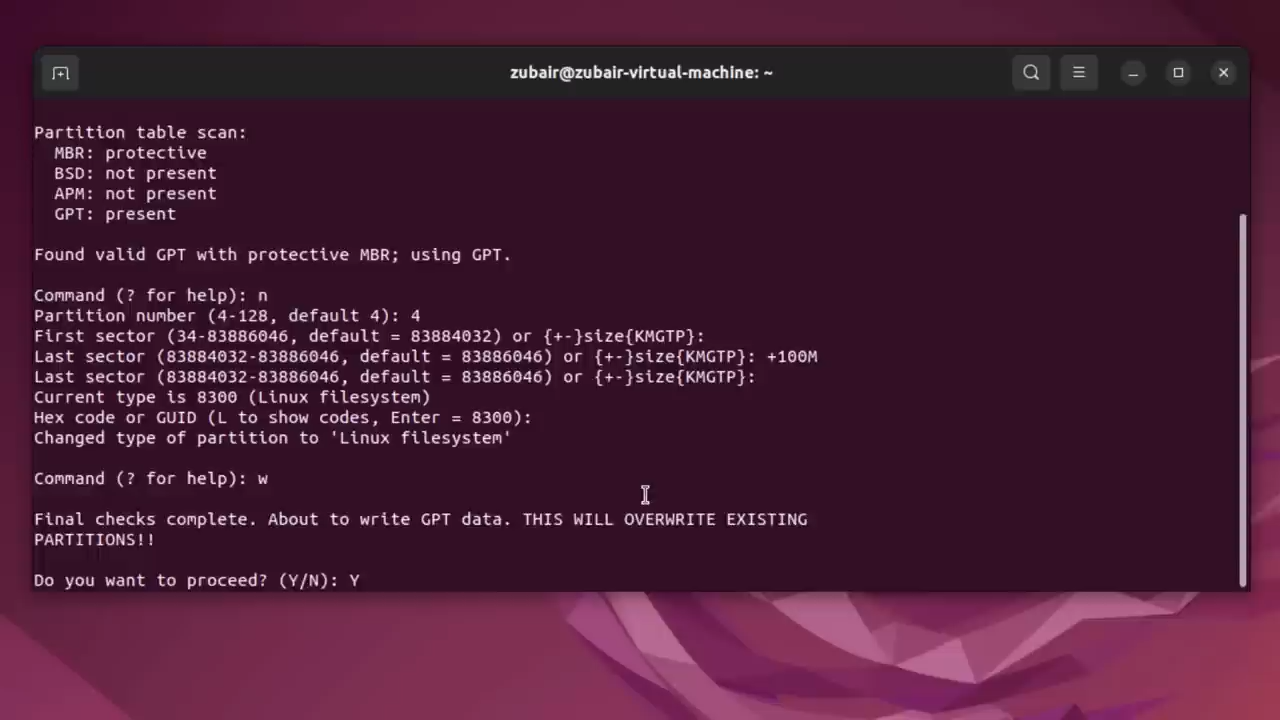 zubair@zubair-virtual-machine: ~
Partition table scan:
  MBR: protective
  BSD: not present
  APM: not present
  GPT: present
Found valid GPT with protective MBR; using GPT.
Command (? for help): n
Partition number (4-128, default 4): 4
First sector (34-83886046, default = 83884032) or {+-}size{KMGTP}:
Last sector (83884032-83886046, default = 83886046) or {+-}size{KMGTP}: +100M
Last sector (83884032-83886046, default = 83886046) or {+-}size{KMGTP}:
Current type is 8300 (Linux filesystem)
Hex code or GUID (L to show codes, Enter = 8300):
Changed type of partition to 'Linux filesystem'
Command (? for help): w
Final checks complete. About to write GPT data. THIS WILL OVERWRITE EXISTING
PARTITIONS!!
Do you want to proceed? (Y/N): Y